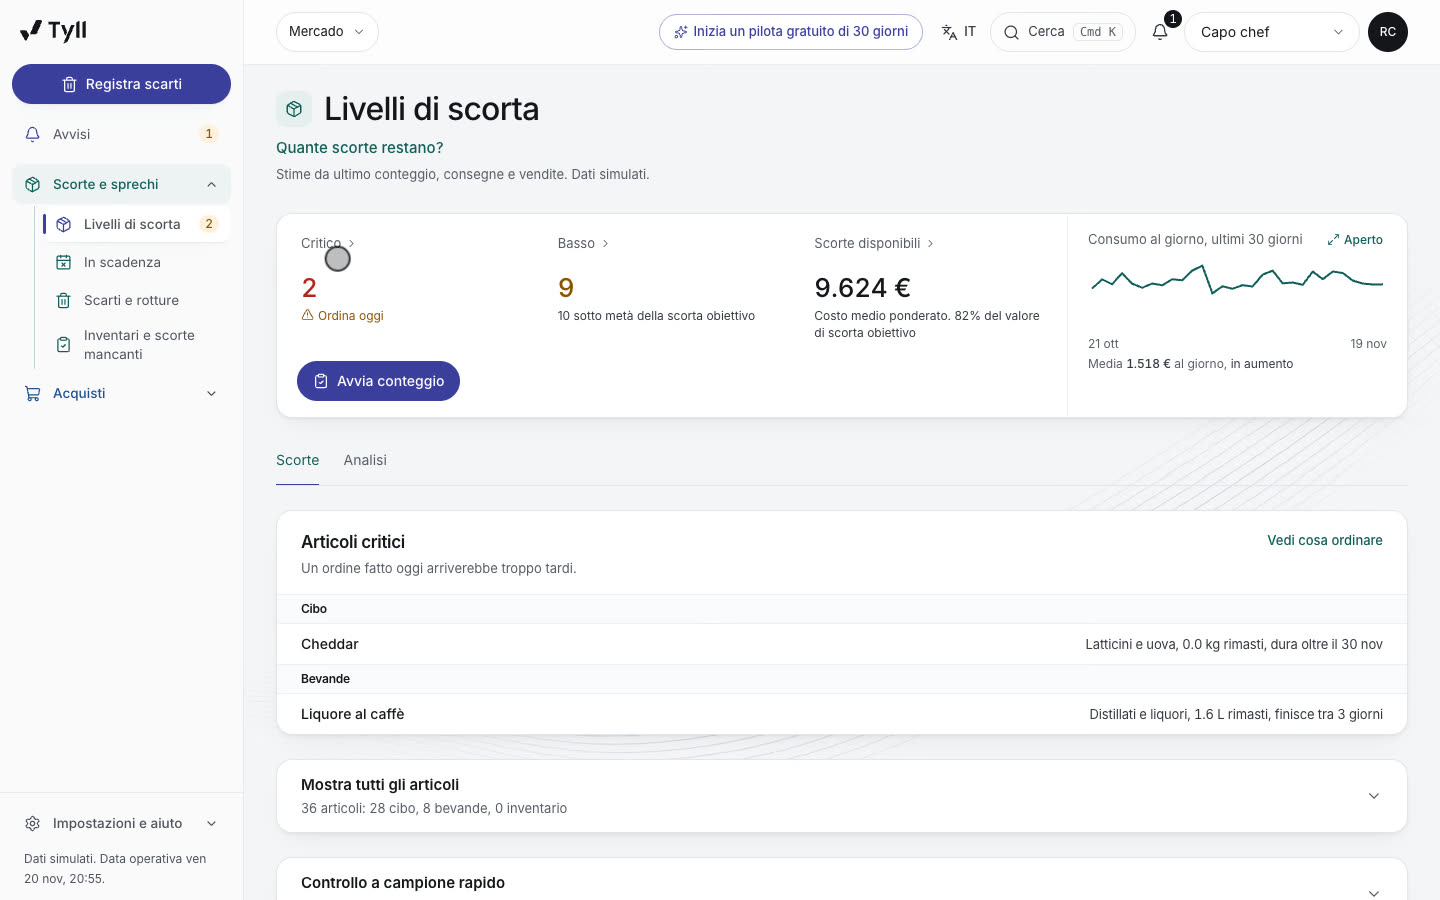 Tyll
Registra scarti
Avvisi 1
Scorte e sprechi
Livelli di scorta 2
In scadenza
Scarti e rotture
Inventari e scorte
mancanti
Acquisti
Impostazioni e aiuto
Dati simulati. Data operativa ven
20 nov, 20:55.
Mercado
Inizia un pilota gratuito di 30 giorni
IT
Cerca Cmd K
1
Capo chef
RC
Livelli di scorta
Quante scorte restano?
Stime da ultimo conteggio, consegne e vendite. Dati simulati.
Critico
2
Ordina oggi
Basso
9
10 sotto metà della scorta obiettivo
Scorte disponibili
9.624 €
Costo medio ponderato. 82% del valore
di scorta obiettivo
Avvia conteggio
Consumo al giorno, ultimi 30 giorni
Aperto
21 ott 19 nov
Media 1.518 € al giorno, in aumento
Scorte Analisi
Articoli critici
Vedi cosa ordinare
Un ordine fatto oggi arriverebbe troppo tardi.
Cibo
Cheddar Latticini e uova, 0.0 kg rimasti, dura oltre il 30 nov
Bevande
Liquore al caffè Distillati e liquori, 1.6 L rimasti, finisce tra 3 giorni
Mostra tutti gli articoli
36 articoli: 28 cibo, 8 bevande, 0 inventario
Controllo a campione rapido